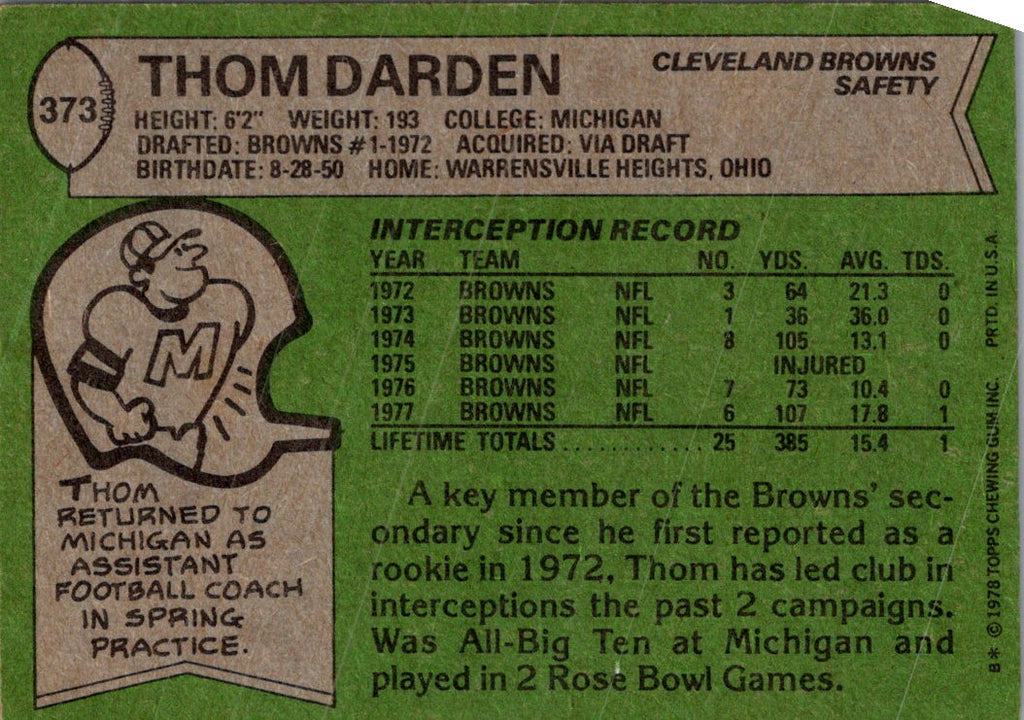 373
THOM DARDEN
CLEVELAND BROWNS
SAFETY
HEIGHT: 6'2" WEIGHT: 193 COLLEGE: MICHIGAN
DRAFTED: BROWNS #1-1972 ACQUIRED: VIA DRAFT
BIRTHDATE: 8-28-50 HOME: WARRENSVILLE HEIGHTS, OHIO
M
THOM
RETURNED TO
MICHIGAN AS
ASSISTANT
FOOTBALL COACH
IN SPRING
PRACTICE.
INTERCEPTION RECORD
YEAR TEAM NO. YDS. AVG. TDS.
1972 BROWNS NFL 3 64 21.3 0
1973 BROWNS NFL 1 36 36.0 0
1974 BROWNS NFL 8 105 13.1 0
1975 BROWNS NFL INJURED
1976 BROWNS NFL 7 73 10.4 0
1977 BROWNS NFL 6 107 17.8 1
LIFETIME TOTALS............ 25 385 15.4 1
A key member of the Browns' sec-
ondary since he first reported as a
rookie in 1972, Thom has led club in
interceptions the past 2 campaigns.
Was All-Big Ten at Michigan and
played in 2 Rose Bowl Games.
B* © 1978 TOPPS CHEWING GUM INC. PRTD. IN U.S.A.